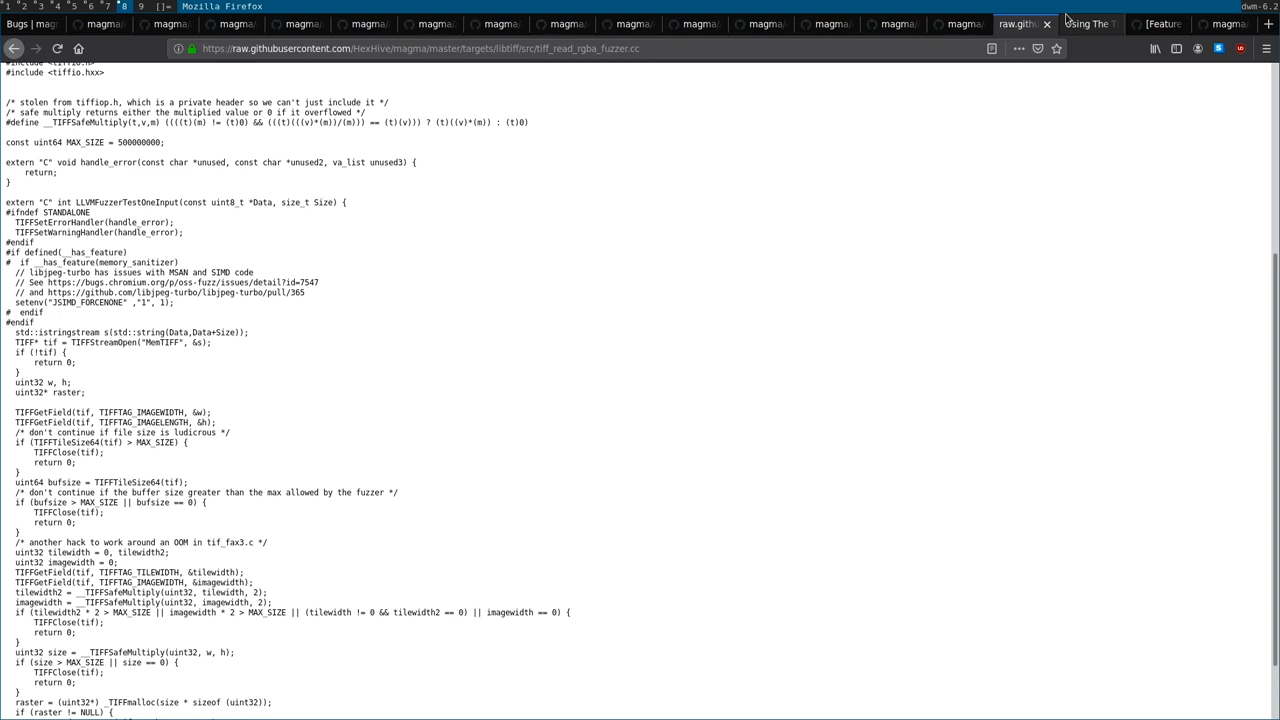 1 2 3 4 5 6 7 8 9 []= Mozilla Firefox dwm-6.2
Bugs | mag magma/ magma/ magma/ magma/ magma/ magma/ magma/ magma/ magma/ magma/ magma/ magma/ magma/ magma/ raw.githu Using The T [Feature magma/
https://raw.githubusercontent.com/HexHive/magma/master/targets/libtiff/src/tiff_read_rgba_fuzzer.cc
#include <tiffio.h>
#include <tiffio.hxx>
/* stolen from tiffiop.h, which is a private header so we can't just include it */
/* safe multiply returns either the multiplied value or 0 if it overflowed */
#define __TIFFSafeMultiply(t,v,m) ((((t)(m) != (t)0) && (((t)(((v)*(m))/(m))) == (t)(v))) ? (t)((v)*(m)) : (t)0)
const uint64 MAX_SIZE = 500000000;
extern "C" void handle_error(const char *unused, const char *unused2, va_list unused3) {
return;
}
extern "C" int LLVMFuzzerTestOneInput(const uint8_t *Data, size_t Size) {
#ifndef STANDALONE
TIFFSetErrorHandler(handle_error);
TIFFSetWarningHandler(handle_error);
#endif
#if defined(__has_feature)
#  if __has_feature(memory_sanitizer)
// libjpeg-turbo has issues with MSAN and SIMD code
// See https://bugs.chromium.org/p/oss-fuzz/issues/detail?id=7547
// and https://github.com/libjpeg-turbo/libjpeg-turbo/pull/365
setenv("JSIMD_FORCENONE" ,"1", 1);
#  endif
#endif
std::istringstream s(std::string(Data,Data+Size));
TIFF* tif = TIFFStreamOpen("MemTIFF", &s);
if (!tif) {
return 0;
}
uint32 w, h;
uint32* raster;
TIFFGetField(tif, TIFFTAG_IMAGEWIDTH, &w);
TIFFGetField(tif, TIFFTAG_IMAGELENGTH, &h);
/* don't continue if file size is ludicrous */
if (TIFFTileSize64(tif) > MAX_SIZE) {
TIFFClose(tif);
return 0;
}
uint64 bufsize = TIFFTileSize64(tif);
/* don't continue if the buffer size greater than the max allowed by the fuzzer */
if (bufsize > MAX_SIZE || bufsize == 0) {
TIFFClose(tif);
return 0;
}
/* another hack to work around an OOM in tif_fax3.c */
uint32 tilewidth = 0, tilewidth2;
uint32 imagewidth = 0;
TIFFGetField(tif, TIFFTAG_TILEWIDTH, &tilewidth);
TIFFGetField(tif, TIFFTAG_IMAGEWIDTH, &imagewidth);
tilewidth2 = __TIFFSafeMultiply(uint32, tilewidth, 2);
imagewidth = __TIFFSafeMultiply(uint32, imagewidth, 2);
if (tilewidth2 * 2 > MAX_SIZE || imagewidth * 2 > MAX_SIZE || (tilewidth != 0 && tilewidth2 == 0) || imagewidth == 0) {
TIFFClose(tif);
return 0;
}
uint32 size = __TIFFSafeMultiply(uint32, w, h);
if (size > MAX_SIZE || size == 0) {
TIFFClose(tif);
return 0;
}
raster = (uint32*) _TIFFmalloc(size * sizeof (uint32));
if (raster != NULL) {